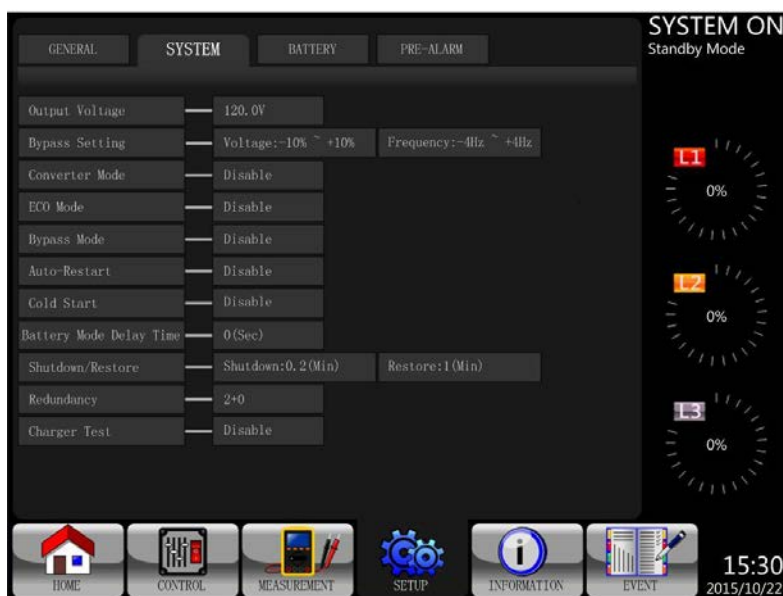 SYSTEM ON
Standby Mode
GENERAL SYSTEM BATTERY PRE-ALARM
Output Voltage 120.0V
Bypass Setting Voltage:-10% ~ +10% Frequency:-4Hz ~ +4Hz
Converter Mode Disable
ECO Mode Disable
Bypass Mode Disable
Auto-Restart Disable
Cold Start Disable
Battery Mode Delay Time 0(Sec)
Shutdown/Restore Shutdown:0.2(Min) Restore:1(Min)
Redundancy 2+0
Charger Test Disable
L1
0%
L2
0%
L3
0%
HOME CONTROL MEASUREMENT SETUP INFORMATION EVENT
15:30
2015/10/22